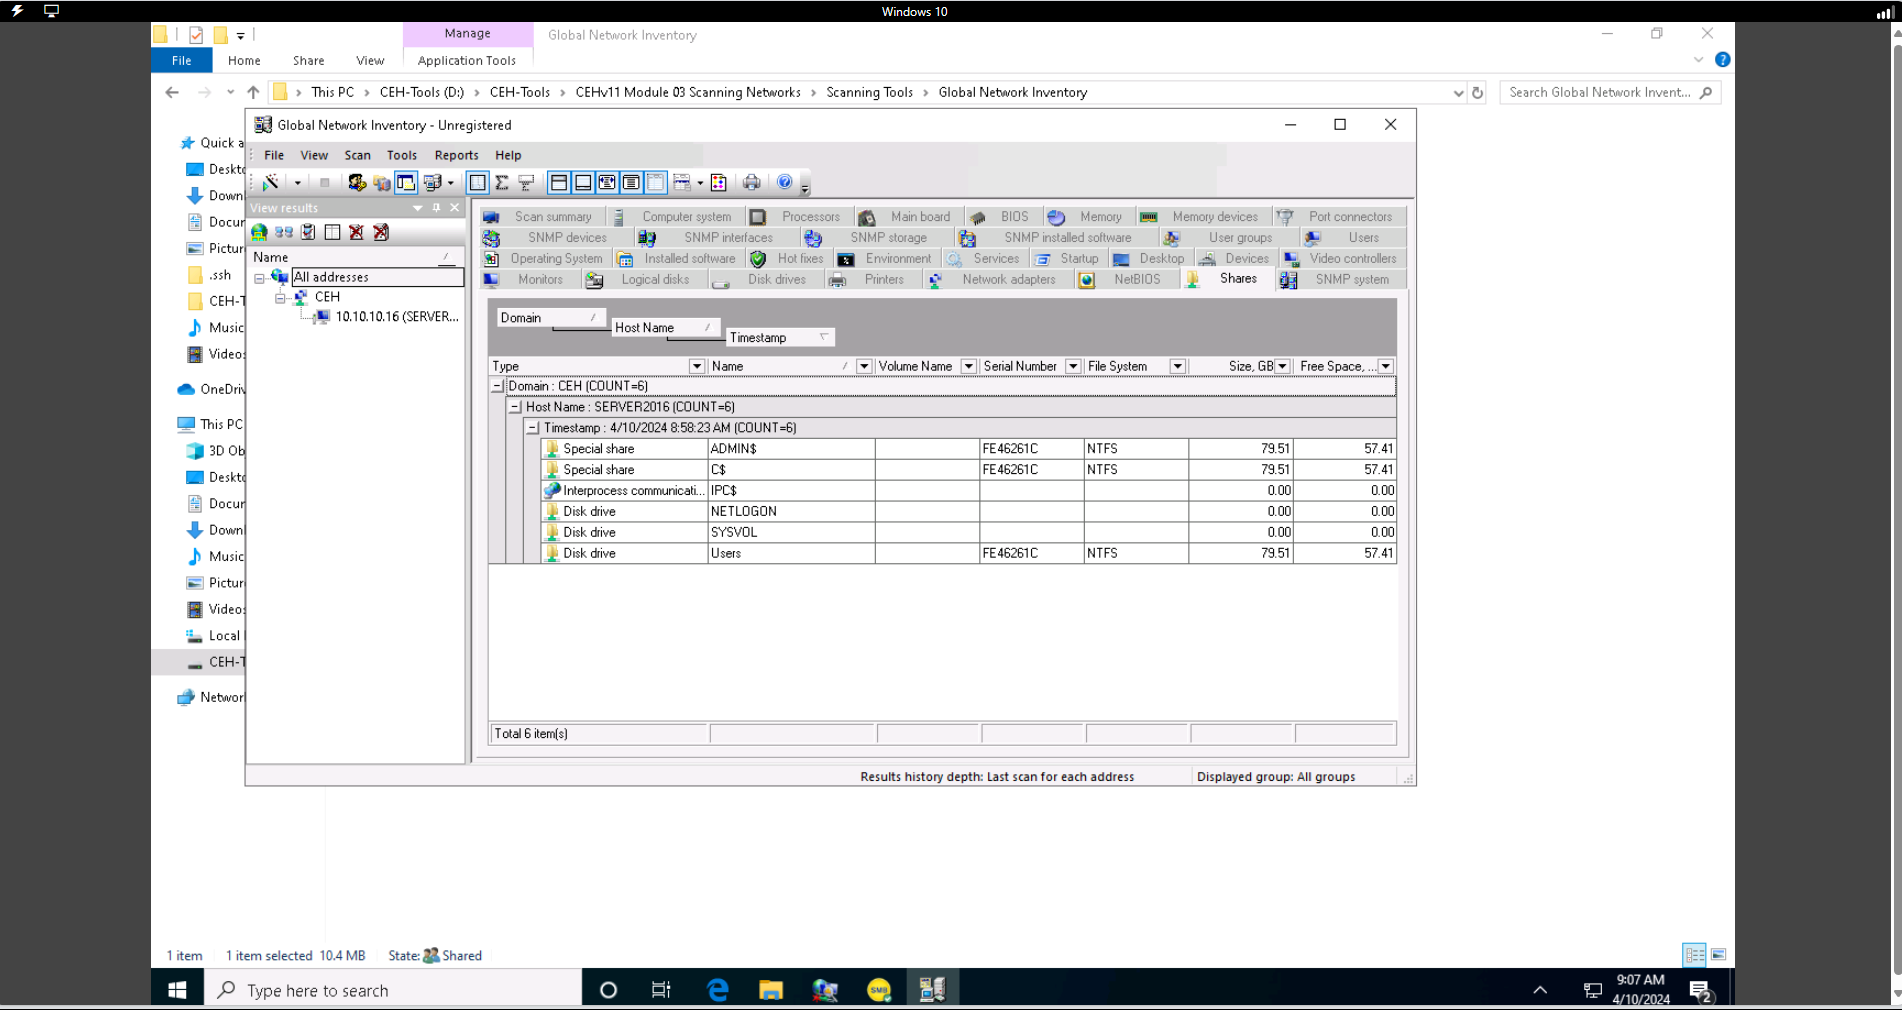 Windows 10
Manage
Global Network Inventory
File Home Share View Application Tools
This PC CEH-Tools (D:) CEH-Tools CEHv11 Module 03 Scanning Networks Scanning Tools Global Network Inventory
Search Global Network Invent...
Global Network Inventory - Unregistered
File View Scan Tools Reports Help
View results
Name
All addresses
CEH
10.10.10.16 (SERVER...
Quick a
Deskto
Down
Docur
Pictur
.ssh
CEH-T
Music
Videos
OneDriv
This PC
3D Ob
Deskto
Docur
Downl
Music
Pictur
Videos
Local
CEH-T
Networ
Scan summary Computer system Processors Main board BIOS Memory Memory devices Port connectors
SNMP devices SNMP interfaces SNMP storage SNMP installed software User groups Users
Operating System Installed software Hot fixes Environment Services Startup Desktop Devices Video controllers
Monitors Logical disks Disk drives Printers Network adapters NetBIOS Shares SNMP system
Domain
Host Name
Timestamp
Type Name Volume Name Serial Number File System Size, GB Free Space, ...
Domain : CEH (COUNT=6)
Host Name : SERVER2016 (COUNT=6)
Timestamp : 4/10/2024 8:58:23 AM (COUNT=6)
Special share ADMIN$ FE46261C NTFS 79.51 57.41
Special share C$ FE46261C NTFS 79.51 57.41
Interprocess communicati... IPC$ 0.00 0.00
Disk drive NETLOGON 0.00 0.00
Disk drive SYSVOL 0.00 0.00
Disk drive Users FE46261C NTFS 79.51 57.41
Total 6 item(s)
Results history depth: Last scan for each address Displayed group: All groups
1 item 1 item selected 10.4 MB State: Shared
Type here to search
SMB
9:07 AM
4/10/2024
2